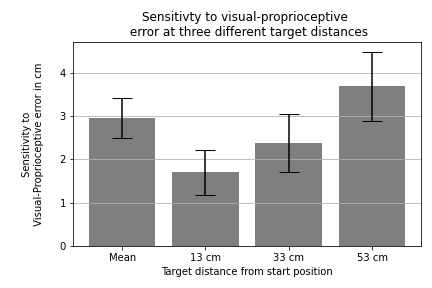 Sensitivty to visual-proprioceptive
error at three different target distances
Sensitivity to
Visual-Proprioceptive error in cm
4
3
2
1
0
Mean
13 cm
33 cm
53 cm
Target distance from start position